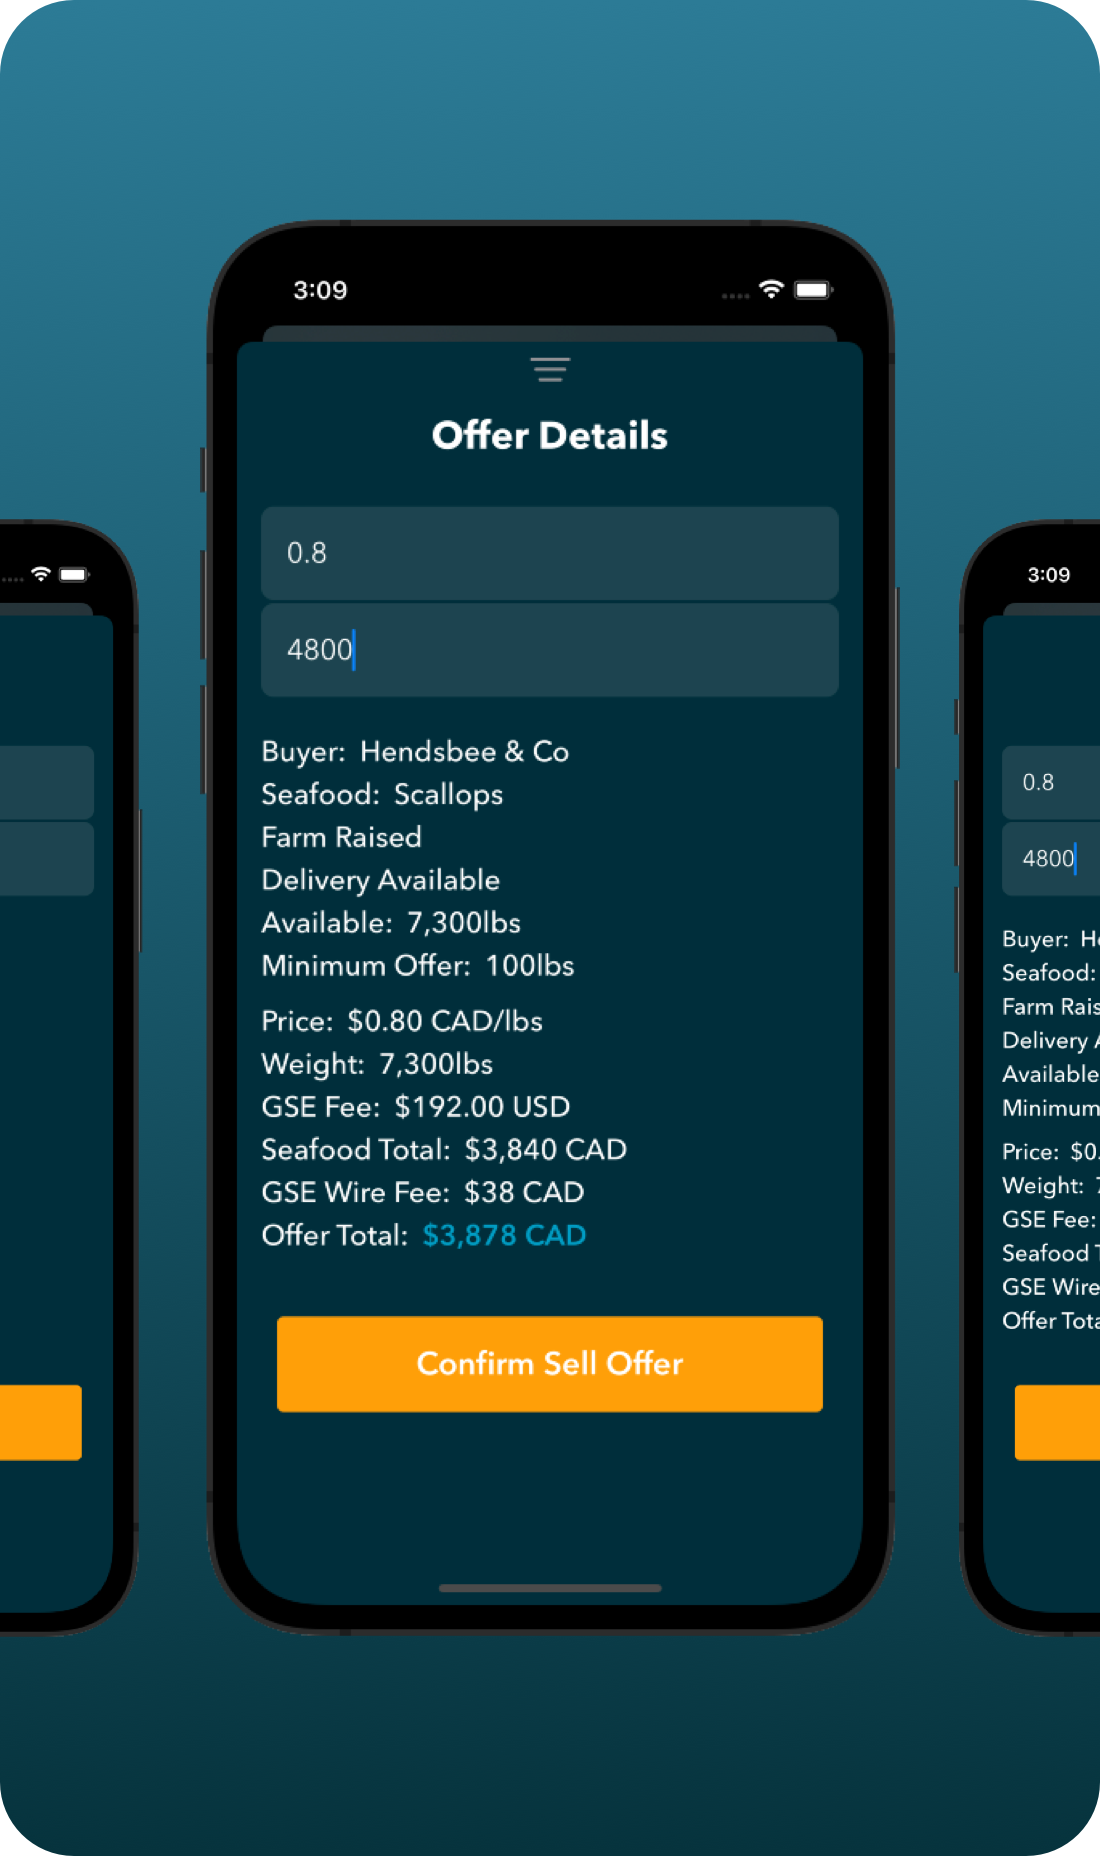 3:09
Offer Details
0.8
4800
Buyer: Hendsbee & Co
Seafood: Scallops
Farm Raised
Delivery Available
Available: 7,300lbs
Minimum Offer: 100lbs
Price: $0.80 CAD/lbs
Weight: 7,300lbs
GSE Fee: $192.00 USD
Seafood Total: $3,840 CAD
GSE Wire Fee: $38 CAD
Offer Total: $3,878 CAD
Confirm Sell Offer
3:09
0.8
4800
Buyer:
Seafood:
Farm
Delivery
Available
Minimum
Price: $0.
Weight:
GSE Fee:
Seafood
GSE Wire
Offer